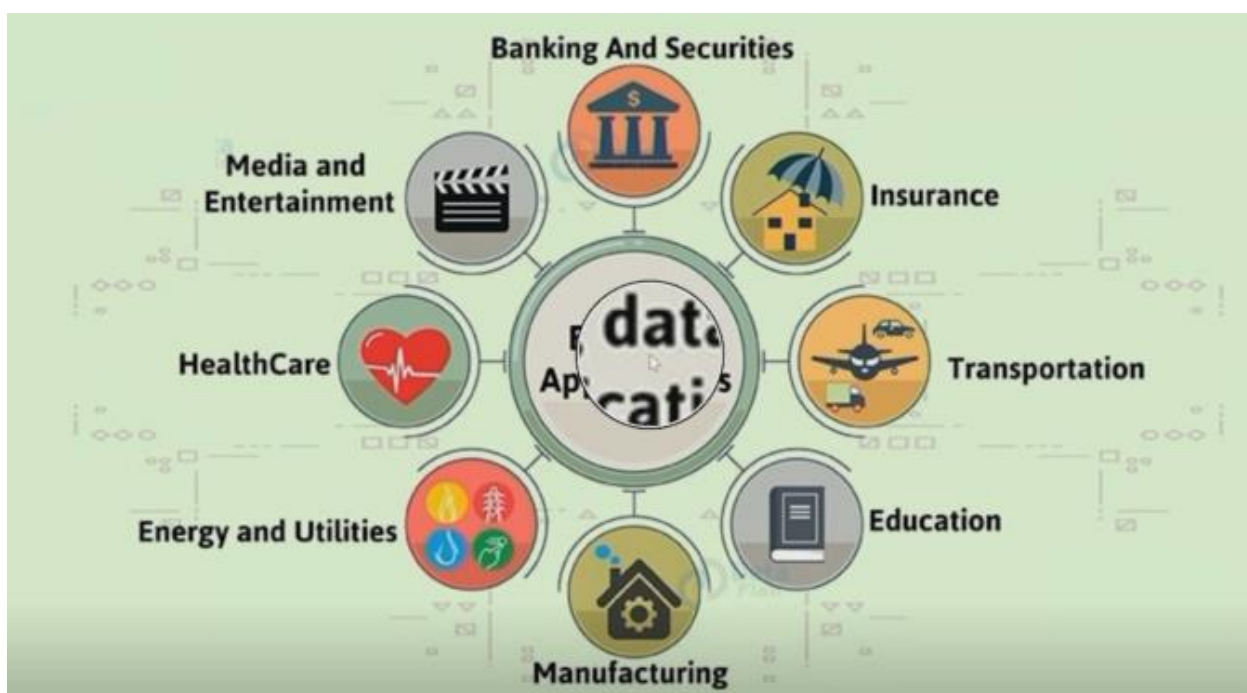 Banking And Securities
Media and
Entertainment
Insurance
HealthCare
data
Transportation
Energy and Utilities
Education
Manufacturing